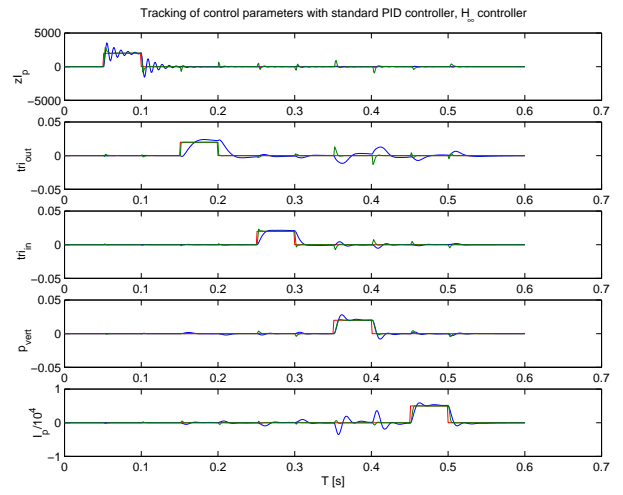 Tracking of control parameters with standard PID controller, H∞ controller
5000
0
−5000
zIp
0 0.1 0.2 0.3 0.4 0.5 0.6 0.7
0.05
0
−0.05
triout
0 0.1 0.2 0.3 0.4 0.5 0.6 0.7
0.05
0
−0.05
triin
0 0.1 0.2 0.3 0.4 0.5 0.6 0.7
0.05
0
−0.05
pvert
0 0.1 0.2 0.3 0.4 0.5 0.6 0.7
1
0
−1
Ip/10^4
0 0.1 0.2 0.3 0.4 0.5 0.6 0.7
T [s]